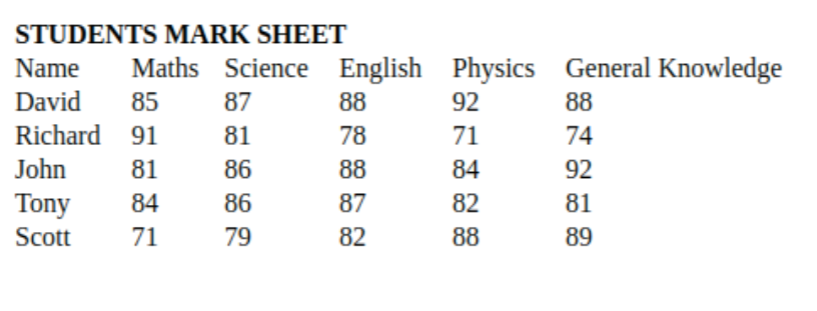 STUDENTS MARK SHEET
Name Maths Science English Physics General Knowledge
David 85 87 88 92 88
Richard 91 81 78 71 74
John 81 86 88 84 92
Tony 84 86 87 82 81
Scott 71 79 82 88 89